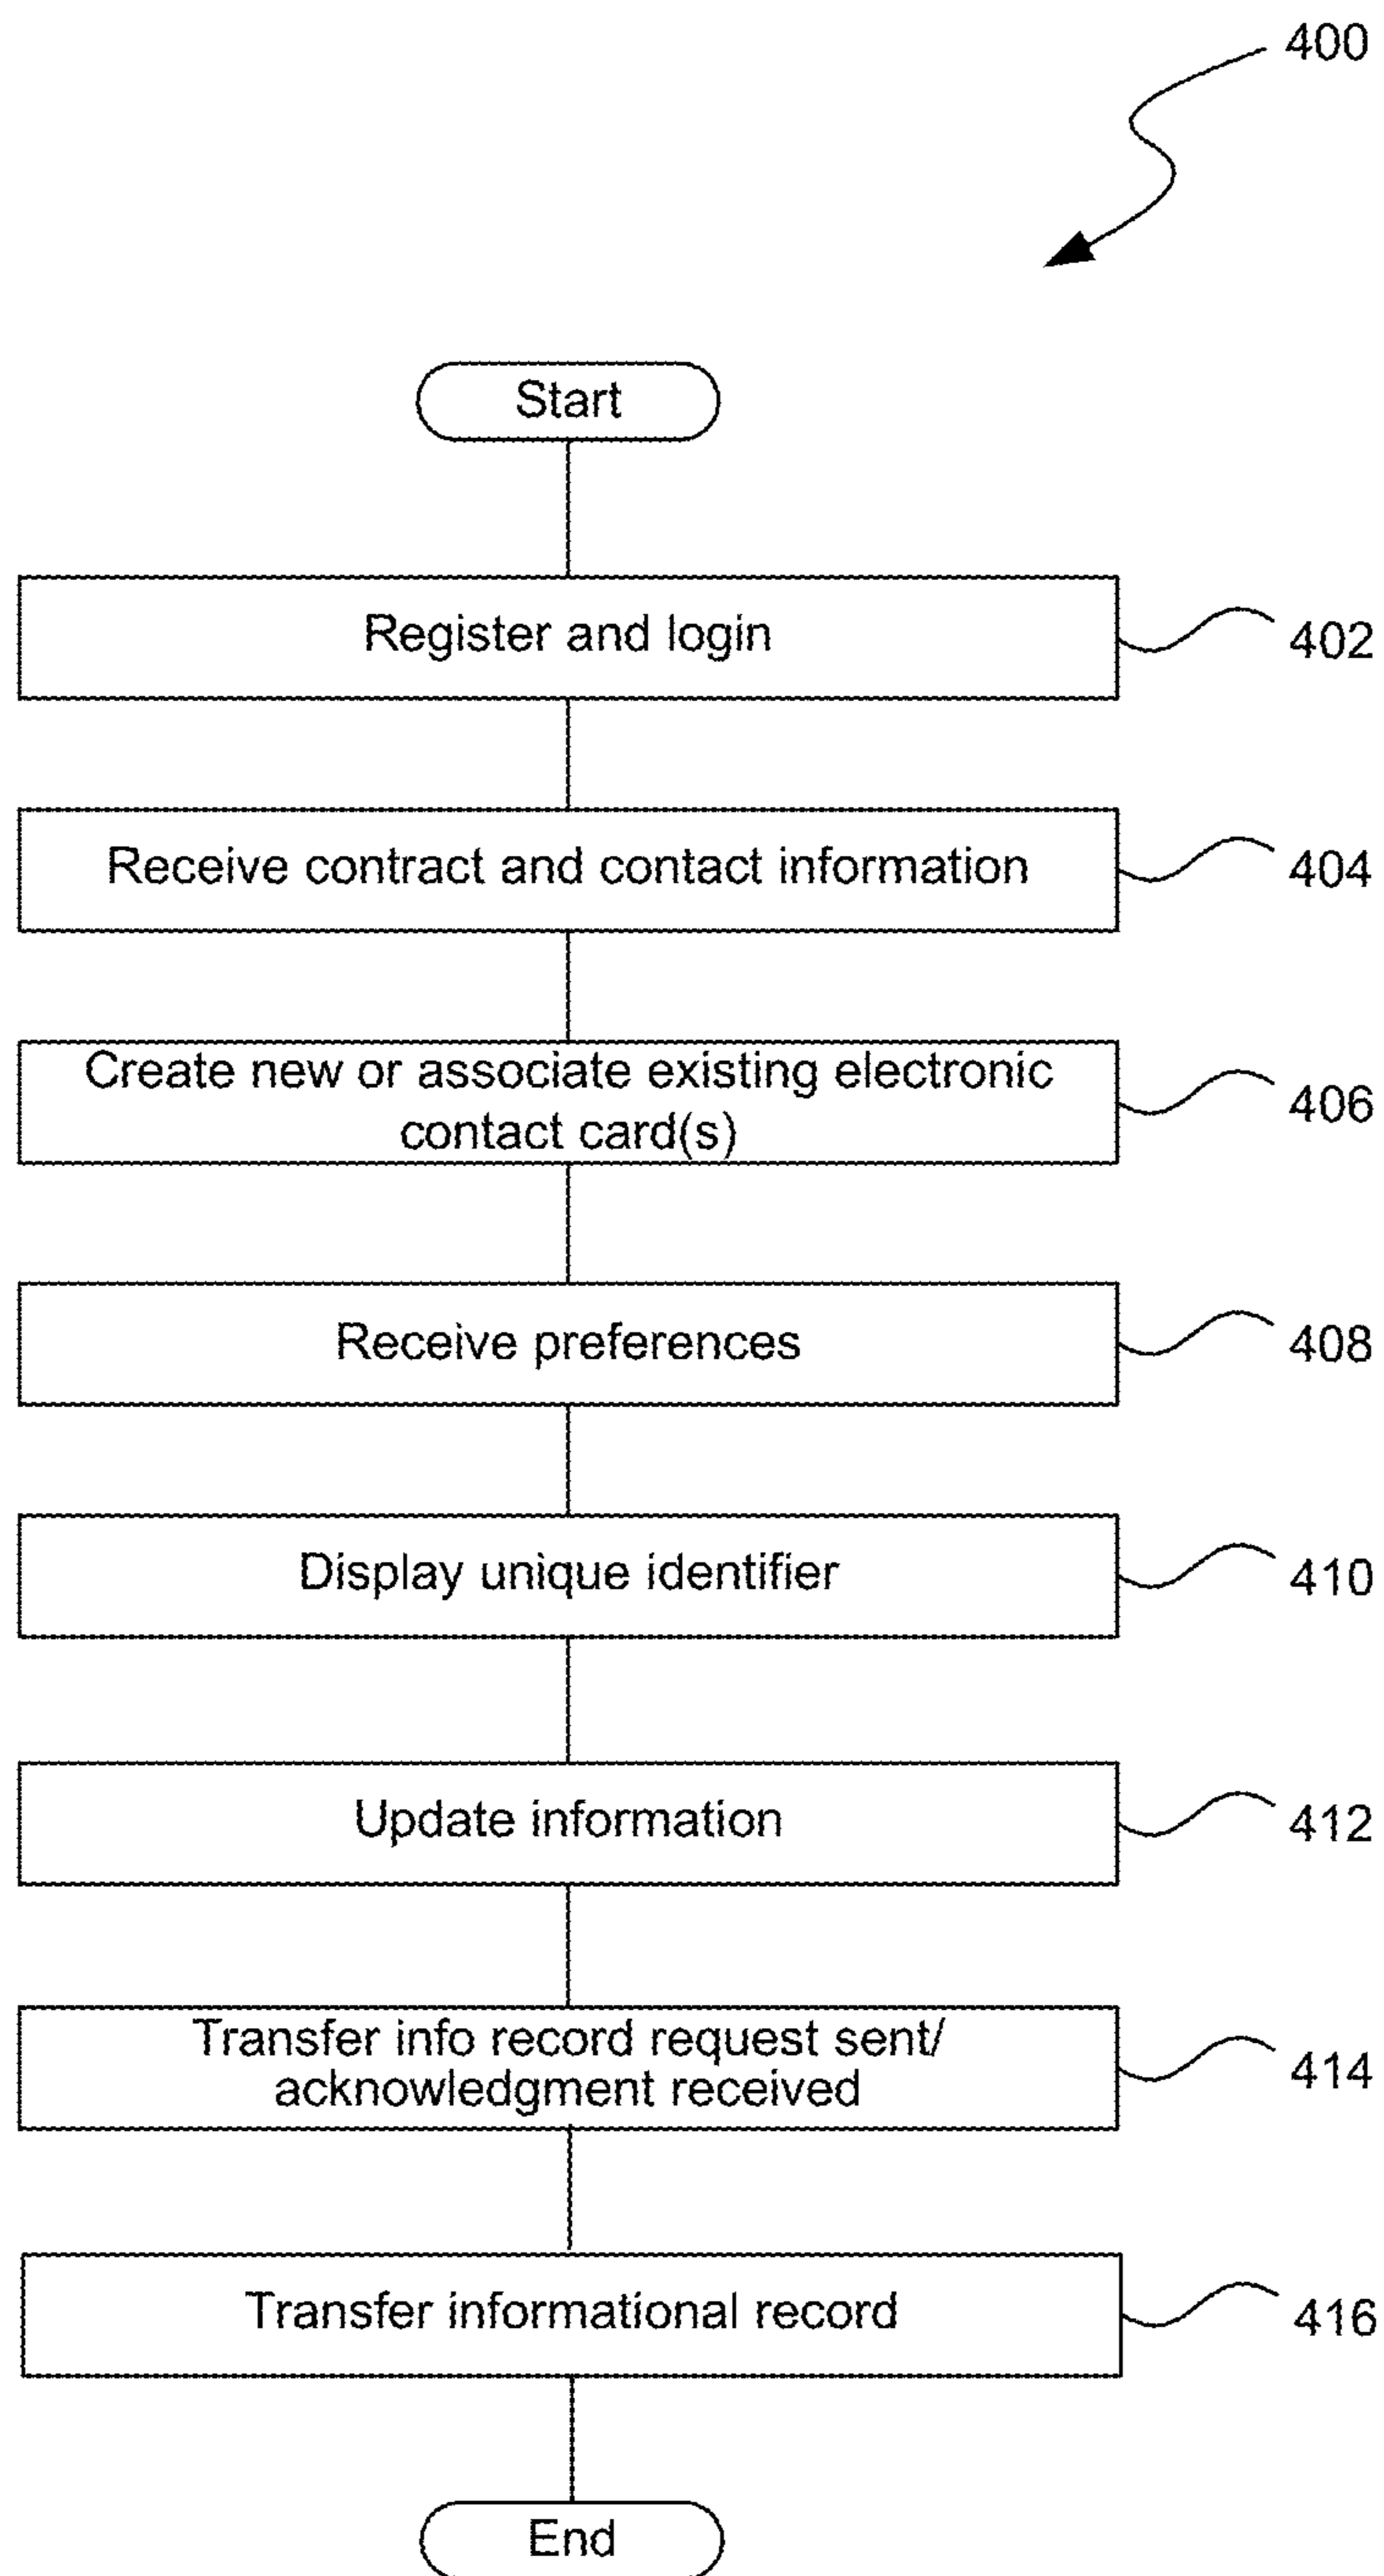 400
Start
Register and login
402
Receive contract and contact information
404
Create new or associate existing electronic
contact card(s)
406
Receive preferences
408
Display unique identifier
410
Update information
412
Transfer info record request sent/
acknowledgment received
414
Transfer informational record
416
End